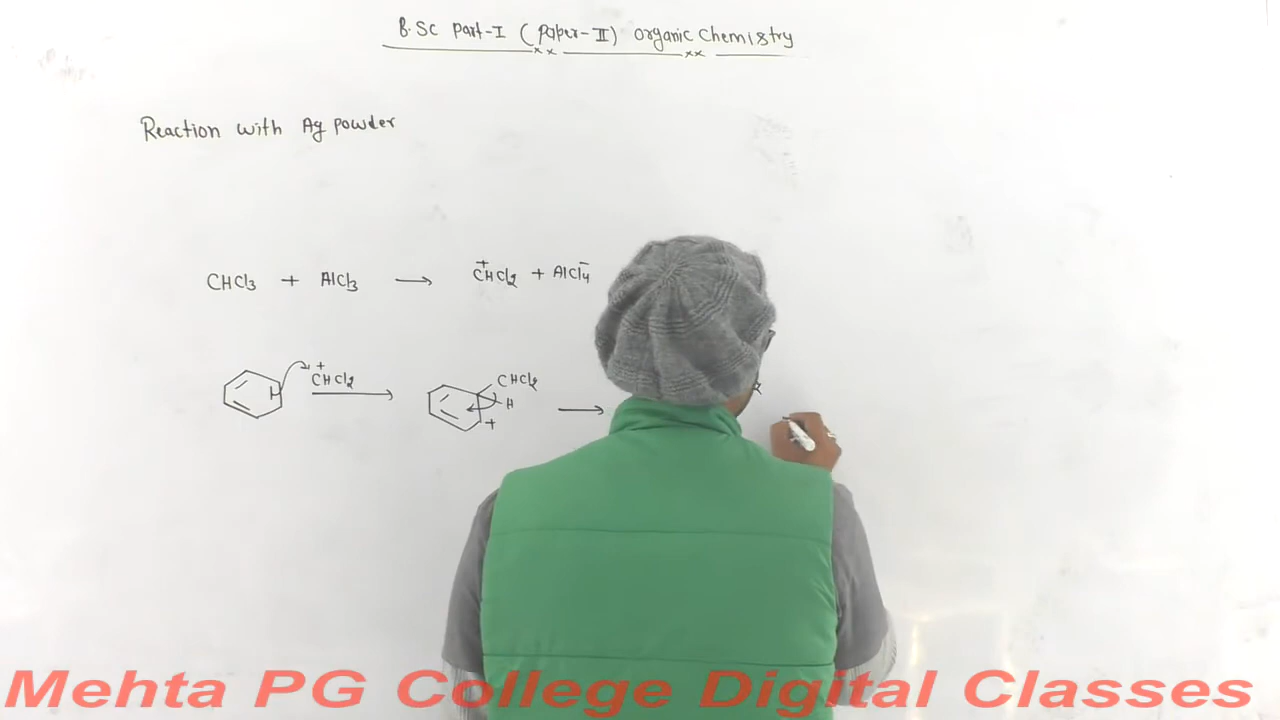 B.Sc Part-I (Paper-II) Organic Chemistry
Reaction with Ag powder
CHCl3 + AlCl3 ⟶ +CHCl2 + AlCl4−
+CHCl2 ⟶ CHCl2 H + ⟶
Mehta PG College Digital Classes